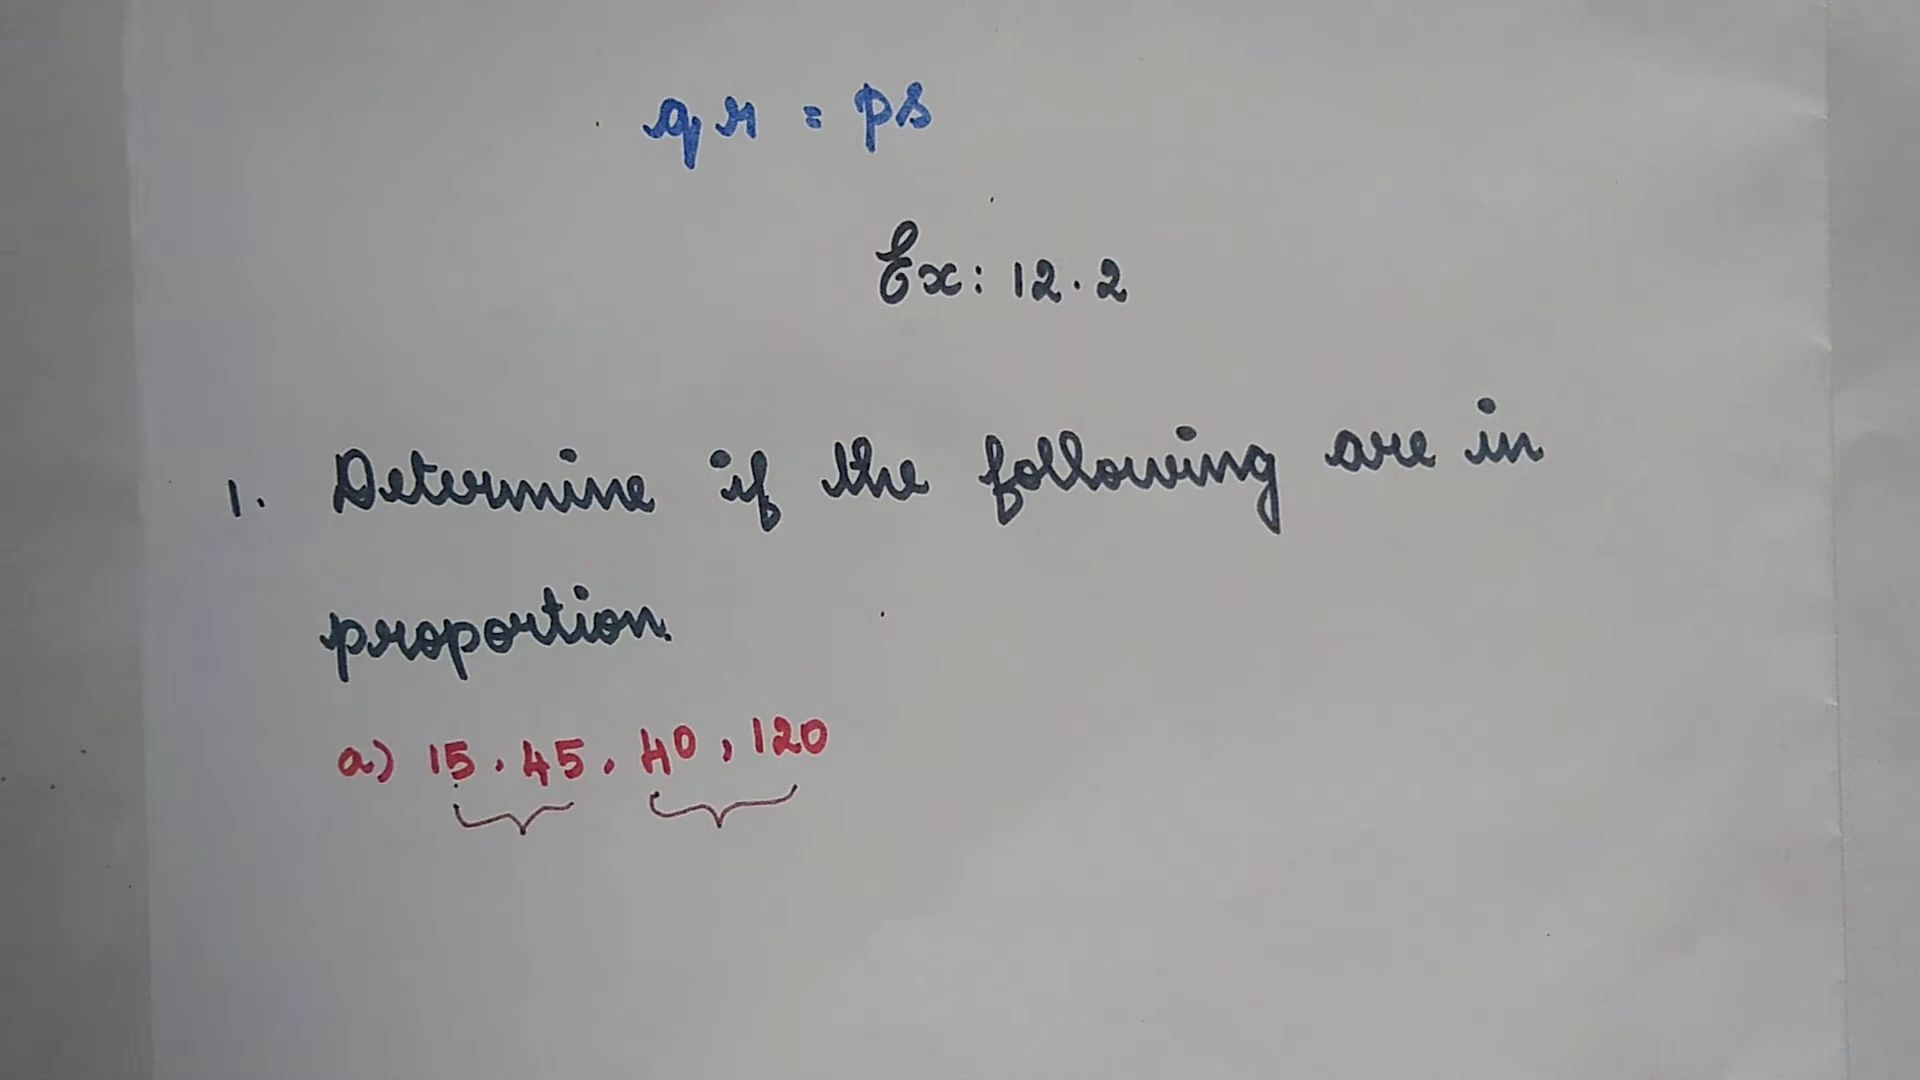 qr = ps
Ex: 12.2
1. Determine if the following are in
proportion.
a) 15, 45, 40, 120